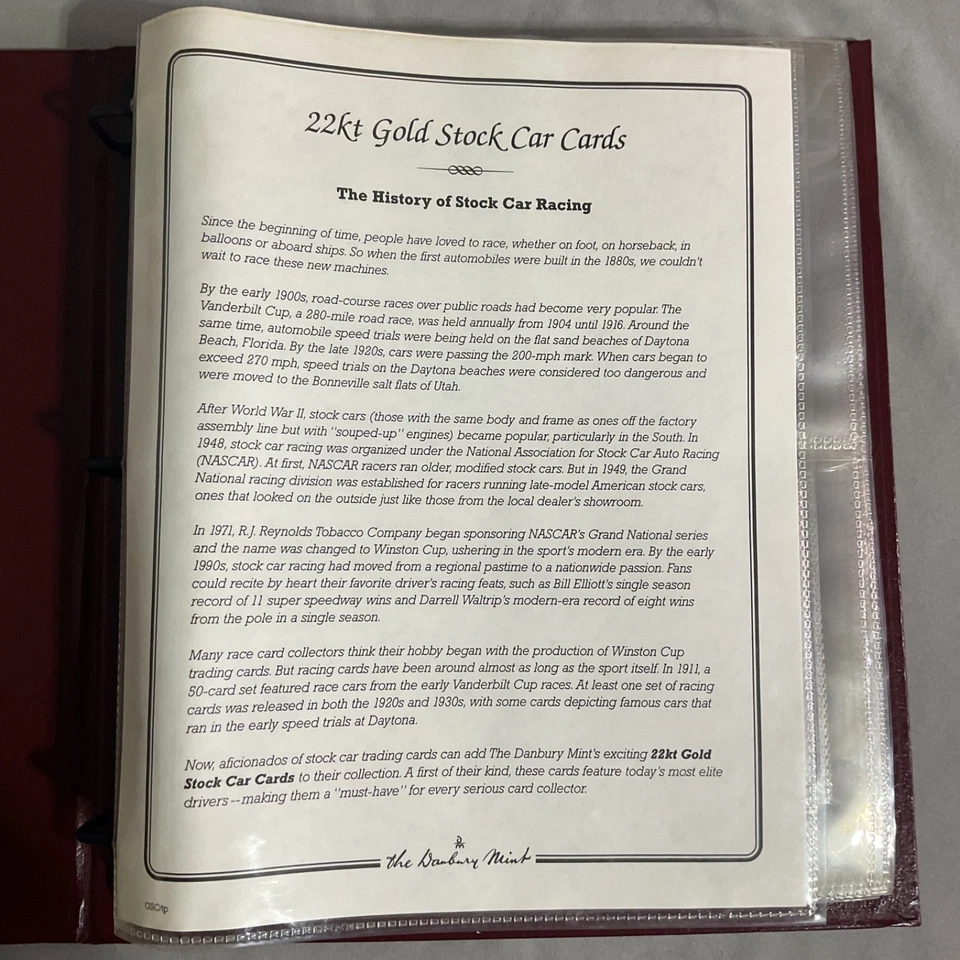 22kt Gold Stock Car Cards
The History of Stock Car Racing
Since the beginning of time, people have loved to race, whether on foot, on horseback, in
balloons or aboard ships. So when the first automobiles were built in the 1880s, we couldn't
wait to race these new machines.
By the early 1900s, road-course races over public roads had become very popular. The
Vanderbilt Cup, a 280-mile road race, was held annually from 1904 until 1916. Around the
same time, automobile speed trials were being held on the flat sand beaches of Daytona
Beach, Florida. By the late 1920s, cars were passing the 200-mph mark. When cars began to
exceed 270 mph, speed trials on the Daytona beaches were considered too dangerous and
were moved to the Bonneville salt flats of Utah.
After World War II, stock cars (those with the same body and frame as ones off the factory
assembly line but with "souped-up" engines) became popular, particularly in the South. In
1948, stock car racing was organized under the National Association for Stock Car Auto Racing
(NASCAR). At first, NASCAR racers ran older, modified stock cars. But in 1949, the Grand
National racing division was established for racers running late-model American stock cars,
ones that looked on the outside just like those from the local dealer's showroom.
In 1971, R.J. Reynolds Tobacco Company began sponsoring NASCAR's Grand National series
and the name was changed to Winston Cup, ushering in the sport's modern era. By the early
1990s, stock car racing had moved from a regional pastime to a nationwide passion. Fans
could recite by heart their favorite driver's racing feats, such as Bill Elliott's single season
record of 11 super speedway wins and Darrell Waltrip's modern-era record of eight wins
from the pole in a single season.
Many race card collectors think their hobby began with the production of Winston Cup
trading cards. But racing cards have been around almost as long as the sport itself. In 1911, a
50-card set featured race cars from the early Vanderbilt Cup races. At least one set of racing
cards was released in both the 1920s and 1930s, with some cards depicting famous cars that
ran in the early speed trials at Daytona.
Now, aficionados of stock car trading cards can add The Danbury Mint's exciting 22kt Gold
Stock Car Cards to their collection. A first of their kind, these cards feature today's most elite
drivers -- making them a "must-have" for every serious card collector.
the Danbury Mint
GSC/tp